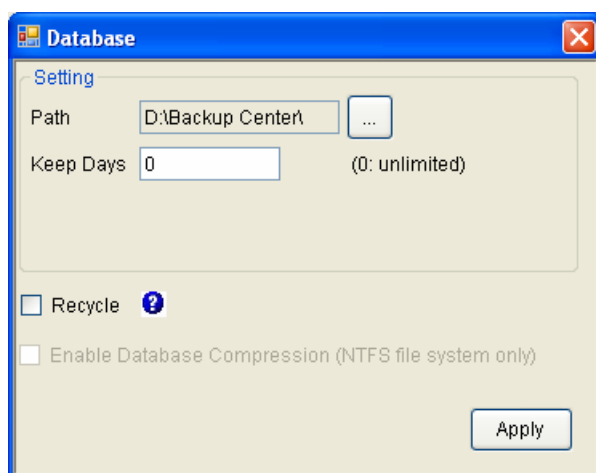 Database
Setting
Path D:\Backup Center\ ...
Keep Days 0 (0: unlimited)
Recycle ?
Enable Database Compression (NTFS file system only)
Apply